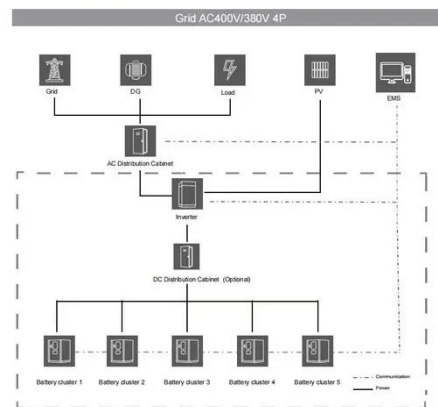 Grid AC400V/380V 4P
Grid
DG
Load
PV
EMS
AC Distribution Cabinet
Inverter
DC Distribution Cabinet (Optional)
Battery cluster 1
Battery cluster 2
Battery cluster 3
Battery cluster 4
Battery cluster 5
Communication
Power